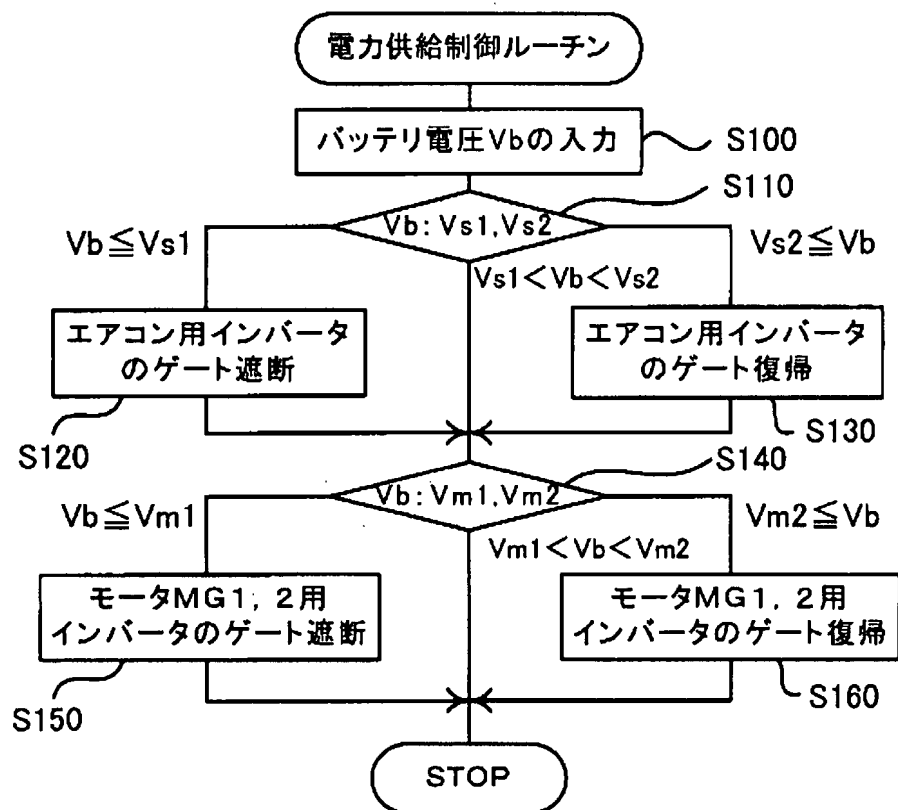 電力供給制御ルーチン
バッテリ電圧Vbの入力
S100
S110
Vb:Vs1,Vs2
Vb≦Vs1
Vs2≦Vb
Vs1<Vb<Vs2
エアコン用インバータ
のゲート遮断
エアコン用インバータ
のゲート復帰
S120
S130
S140
Vb:Vm1,Vm2
Vb≦Vm1
Vm2≦Vb
Vm1<Vb<Vm2
モータMG1,2用
インバータのゲート遮断
モータMG1,2用
インバータのゲート復帰
S150
S160
STOP